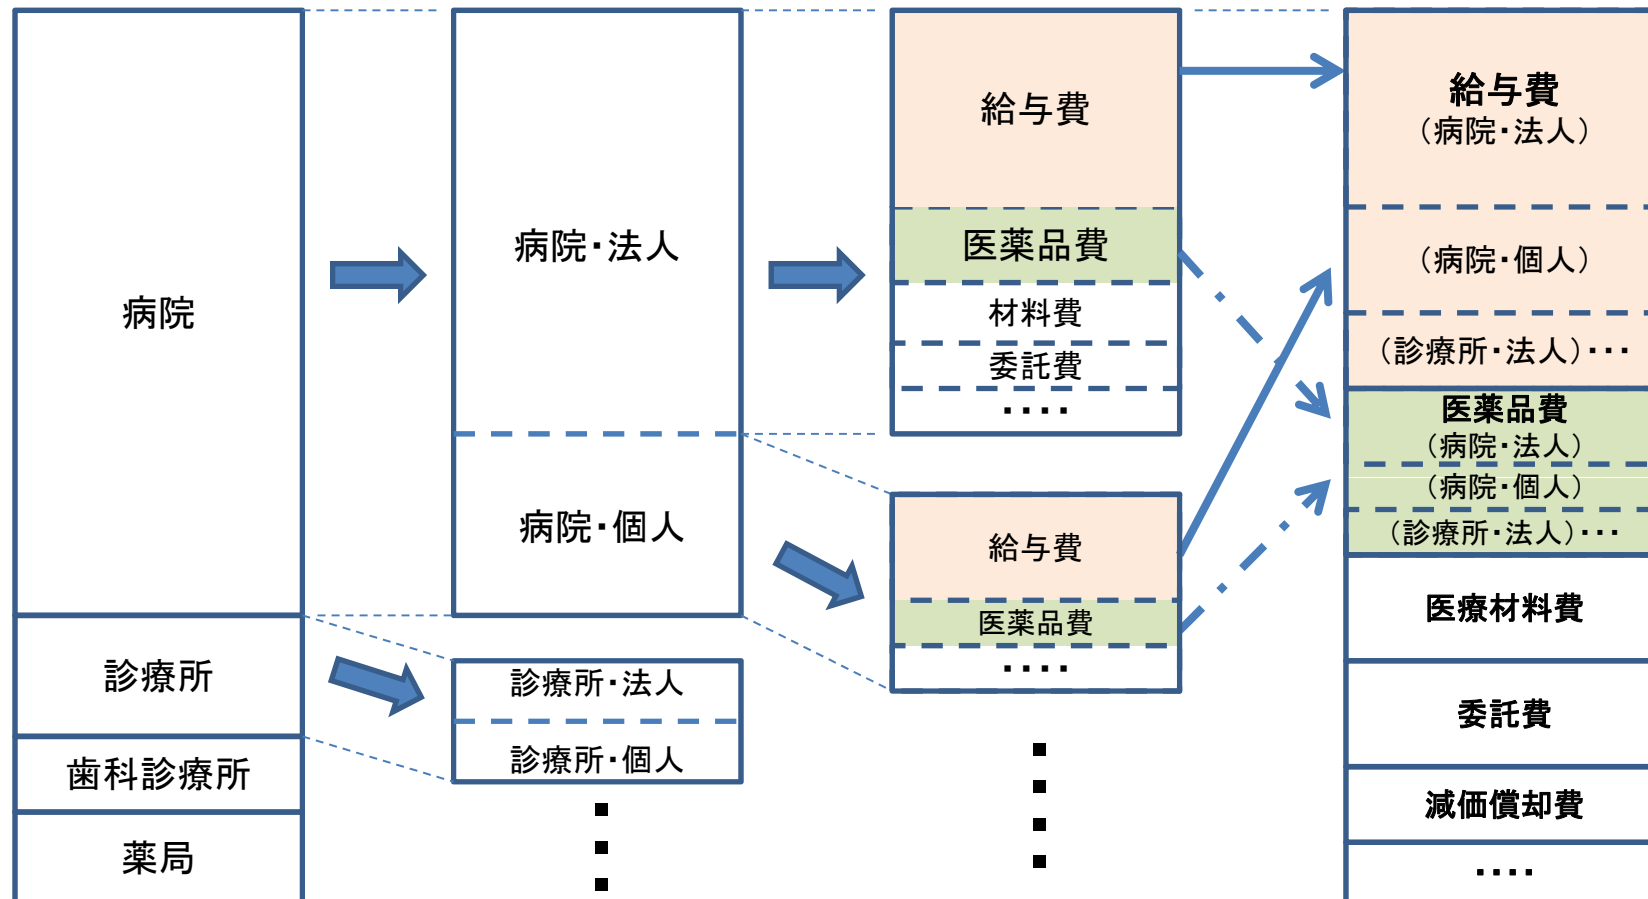 病院
診療所
歯科診療所
薬局
病院・法人
病院・個人
診療所・法人
診療所・個人
給与費
医薬品費
材料費
委託費
・・・・
給与費
医薬品費
・・・・
給与費
（病院・法人）
（病院・個人）
（診療所・法人）・・・
医薬品費
（病院・法人）
（病院・個人）
（診療所・法人）・・・
医療材料費
委託費
減価償却費
・・・・